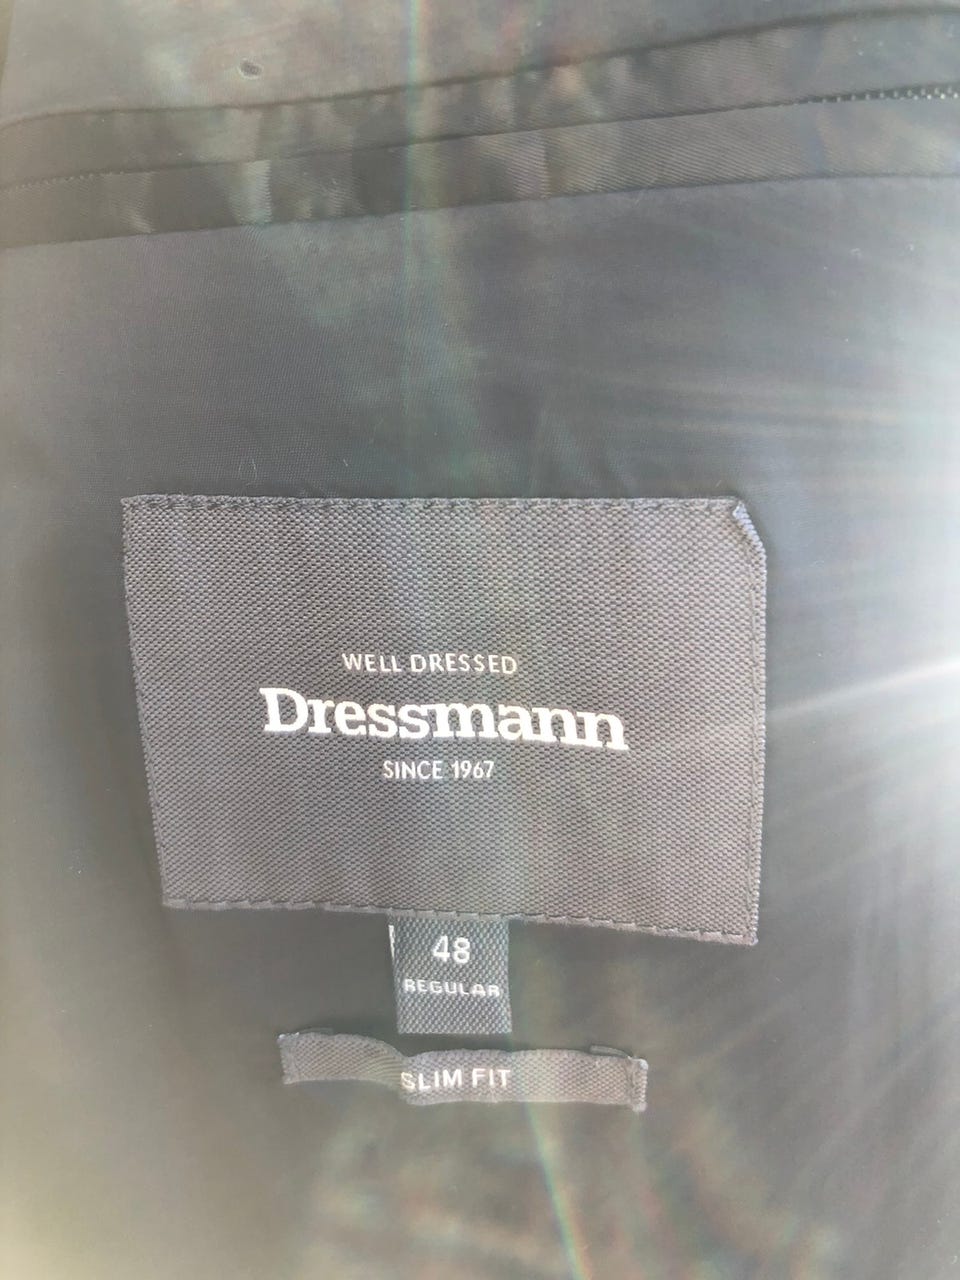 WELL DRESSED
Dressmann
SINCE 1967
48
REGULAR
SLIM FIT